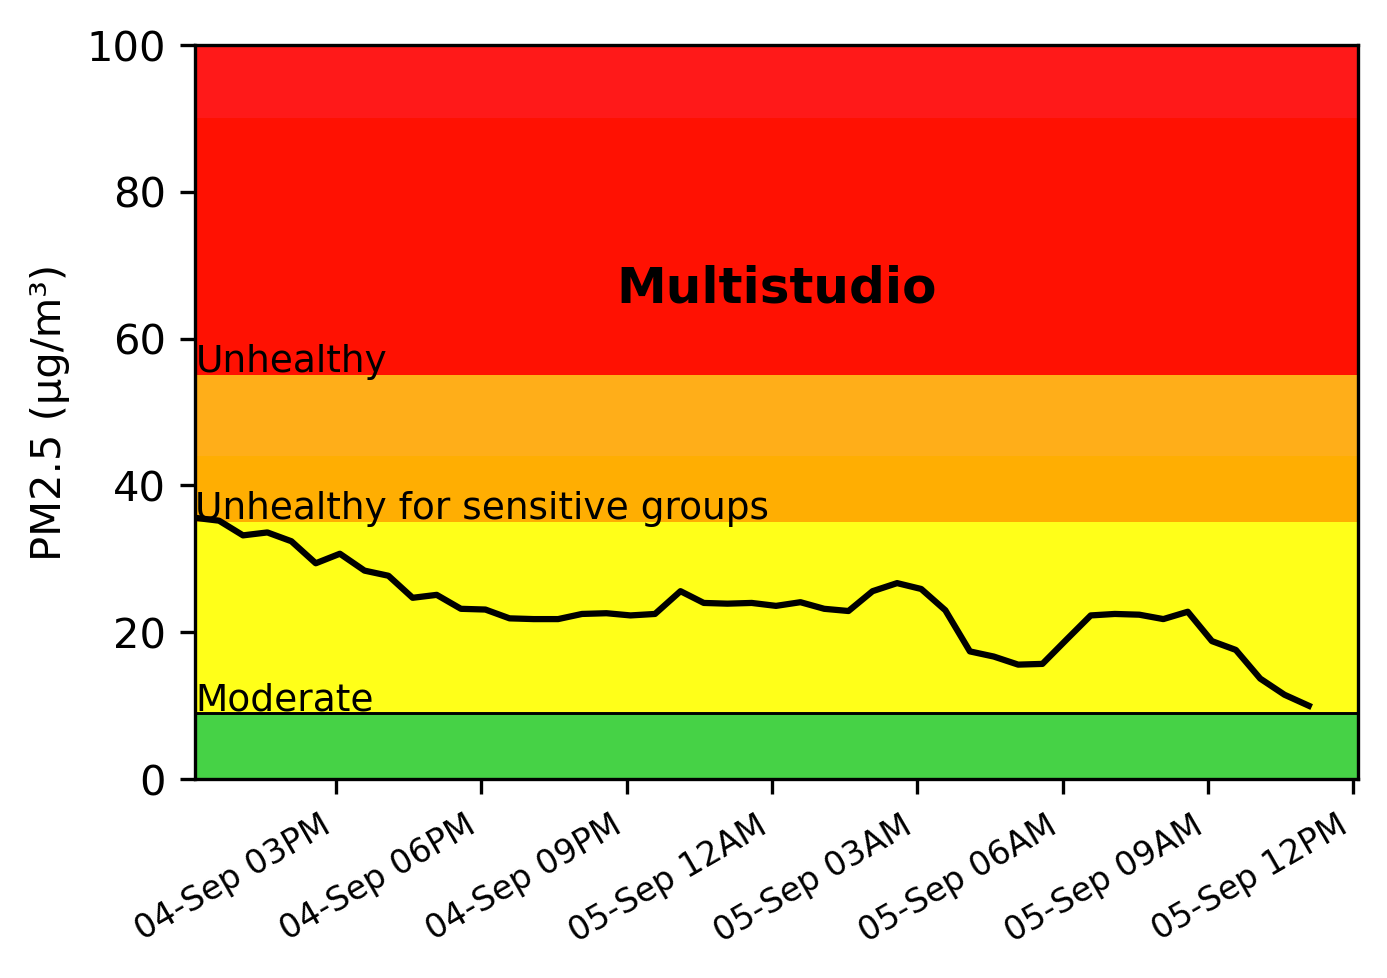 100
80
60
40
20
0
PM2.5 (µg/m³)
Multistudio
Unhealthy
Unhealthy for sensitive groups
Moderate
04-Sep 03PM
04-Sep 06PM
04-Sep 09PM
05-Sep 12AM
05-Sep 03AM
05-Sep 06AM
05-Sep 09AM
05-Sep 12PM